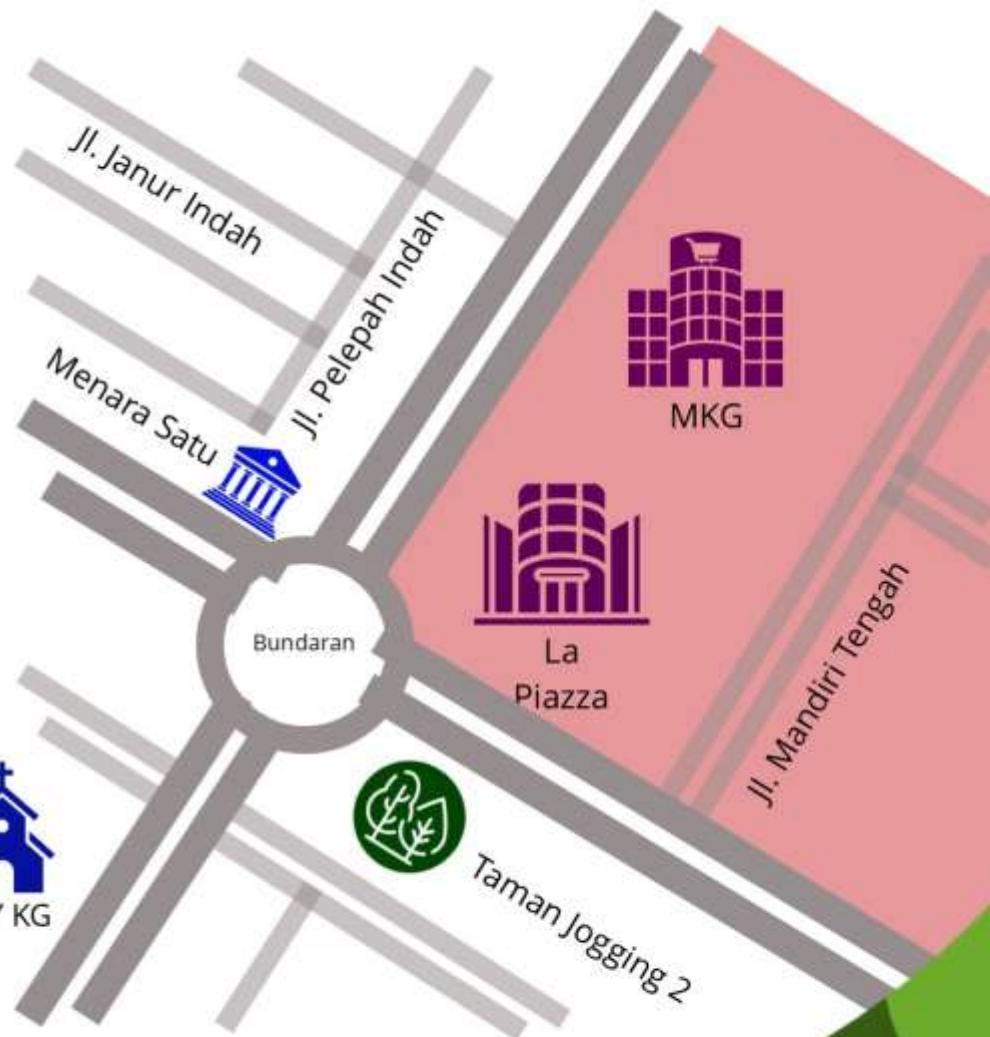 Jl. Janur Indah
Jl. Pelepah Indah
Menara Satu
MKG
Bundaran
La
Piazza
Jl. Mandiri Tengah
Taman Jogging 2
KG